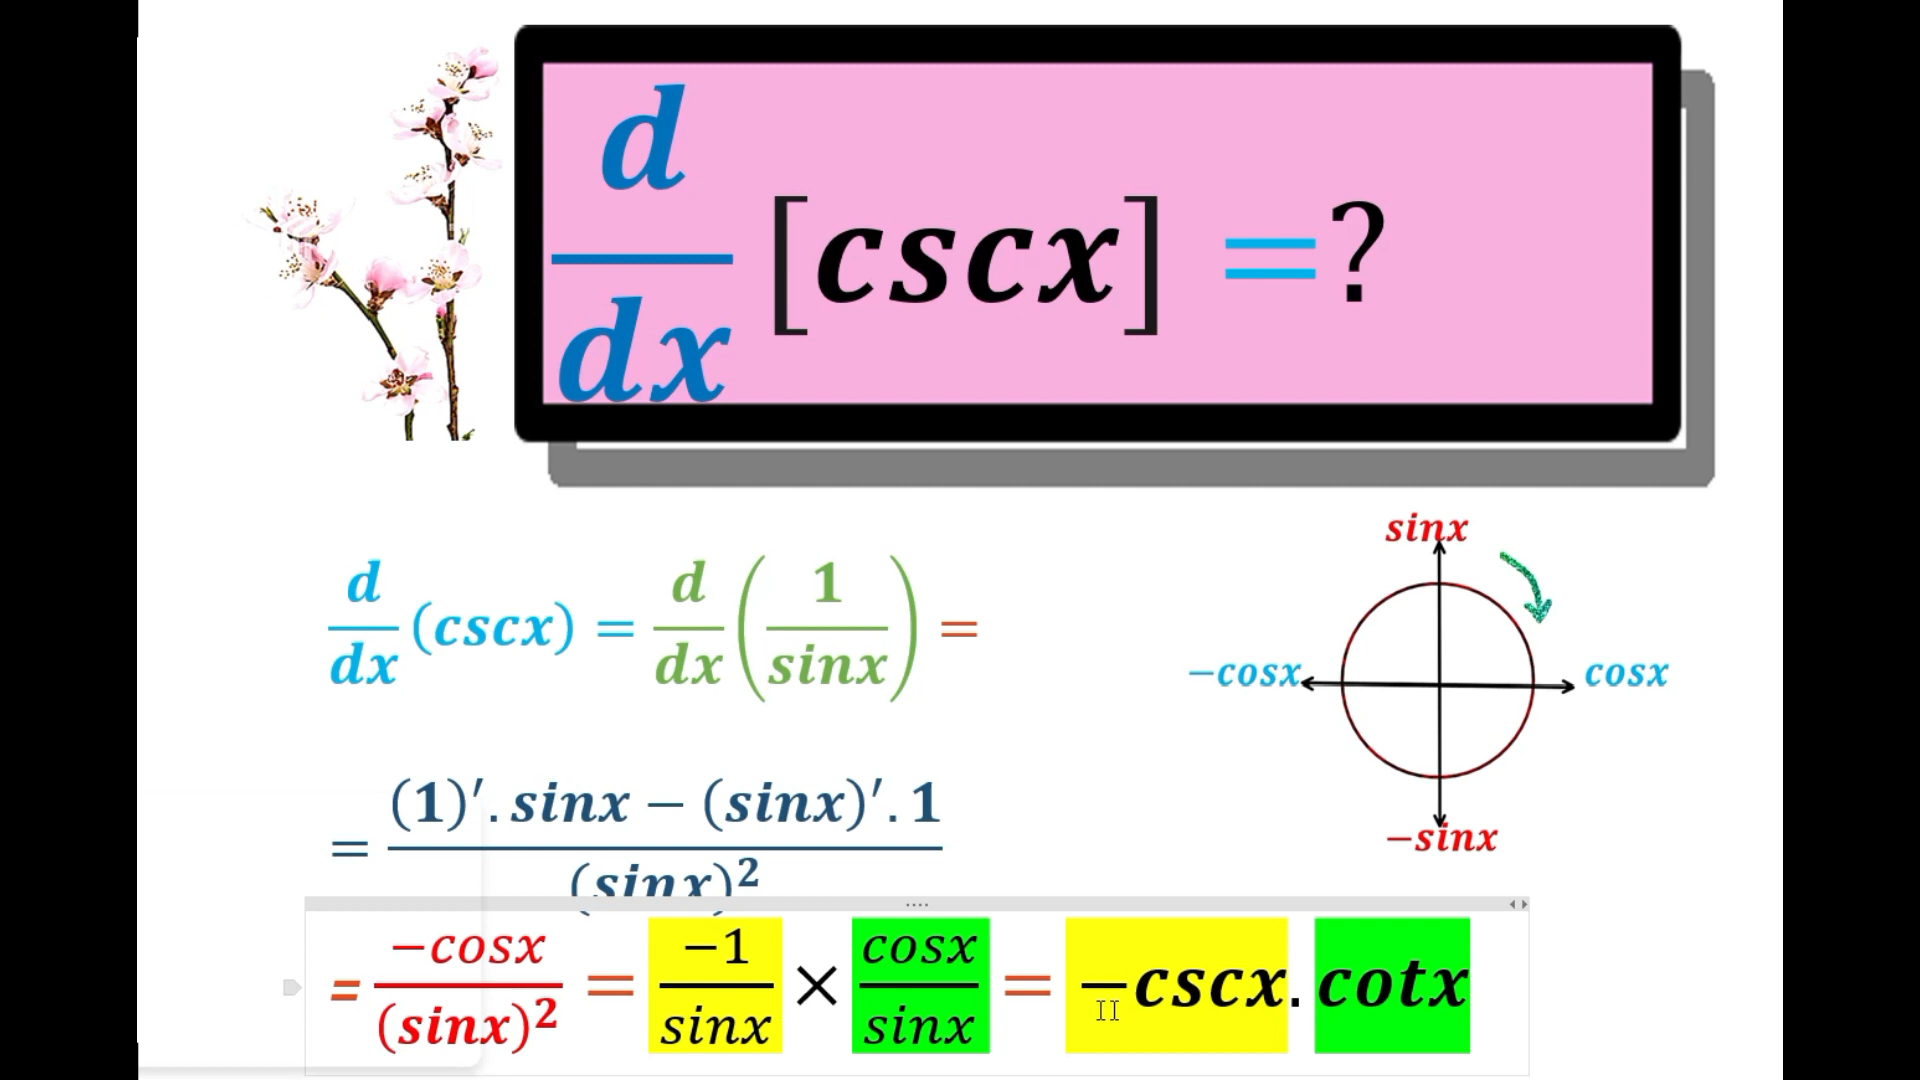 d/dx [cscx] =?
d/dx (cscx) = d/dx (1/sinx) =
sinx
−cosx
cosx
−sinx
= ((1)′.sinx − (sinx)′.1)/(sinx)²
= −cosx/(sinx)² = −1/sinx × cosx/sinx = −cscx.cotx